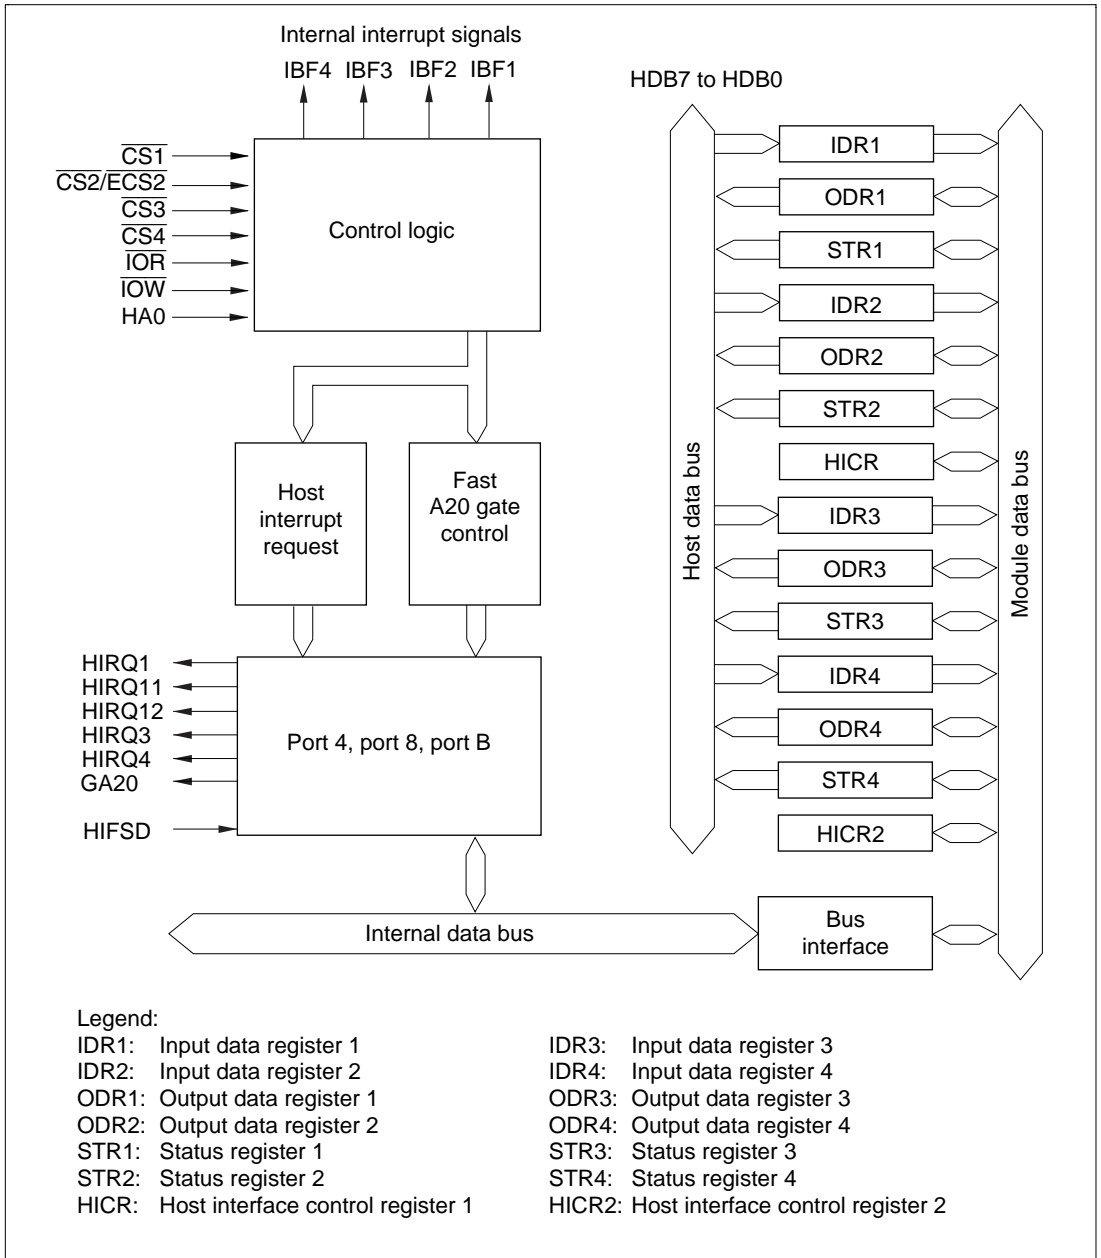 Internal interrupt signals
IBF4 IBF3 IBF2 IBF1
HDB7 to HDB0
CS1
CS2/ECS2
CS3
CS4
IOR
IOW
HA0
Control logic
Host
interrupt
request
Fast
A20 gate
control
HIRQ1
HIRQ11
HIRQ12
HIRQ3
HIRQ4
GA20
HIFSD
Port 4, port 8, port B
Host data bus
IDR1
ODR1
STR1
IDR2
ODR2
STR2
HICR
IDR3
ODR3
STR3
IDR4
ODR4
STR4
HICR2
Module data bus
Internal data bus
Bus
interface
Legend:
IDR1: Input data register 1
IDR2: Input data register 2
ODR1: Output data register 1
ODR2: Output data register 2
STR1: Status register 1
STR2: Status register 2
HICR: Host interface control register 1
IDR3: Input data register 3
IDR4: Input data register 4
ODR3: Output data register 3
ODR4: Output data register 4
STR3: Status register 3
STR4: Status register 4
HICR2: Host interface control register 2